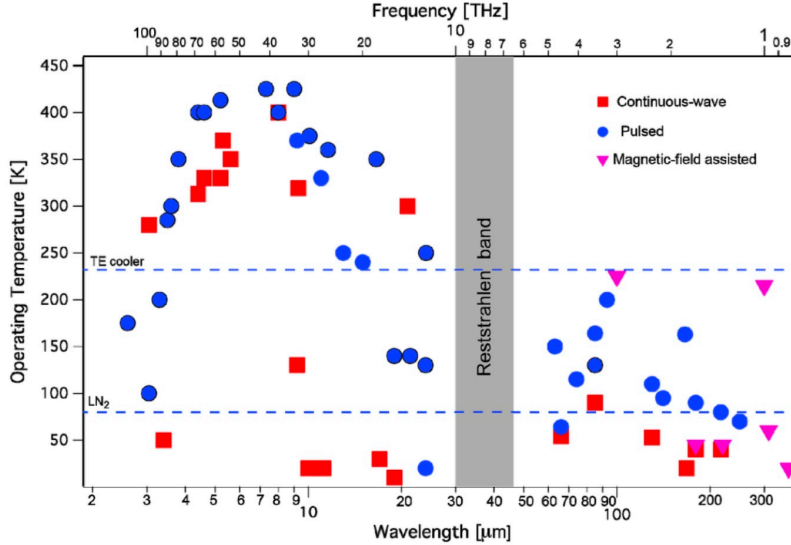 Frequency [THz]
100 90 80 70 60 50 40 30 20 10 9 8 7 6 5 4 3 2 1 0.9
Operating Temperature [K]
450
400
350
300
250
200
150
100
50
Continuous-wave
Pulsed
Magnetic-field assisted
TE cooler
LN2
Reststrahlen band
2 3 4 5 6 7 8 9 10 20 30 40 50 60 70 80 90 100 200 300
Wavelength [μm]